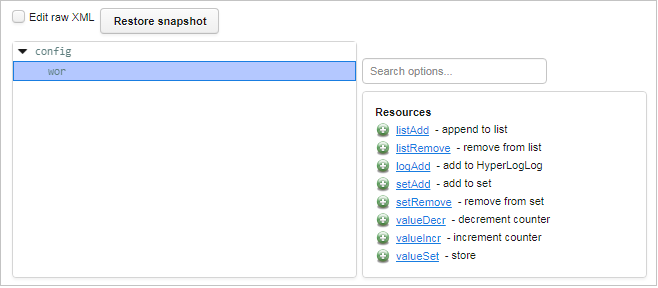 Edit raw XML
Restore snapshot
config
wor
Search options...
Resources
listAdd - append to list
listRemove - remove from list
logAdd - add to HyperLogLog
setAdd - add to set
setRemove - remove from set
valueDecr - decrement counter
valueIncr - increment counter
valueSet - store